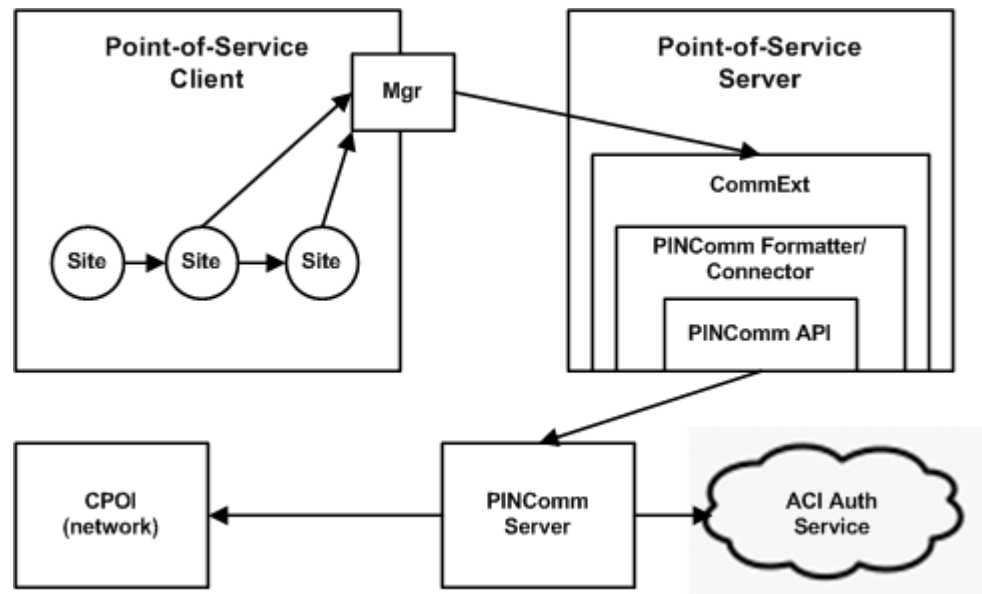 Point-of-Service
Client
Mgr
Point-of-Service
Server
CommExt
Site
Site
Site
PINComm Formatter/
Connector
PINComm API
CPOI
(network)
PINComm
Server
ACI Auth
Service